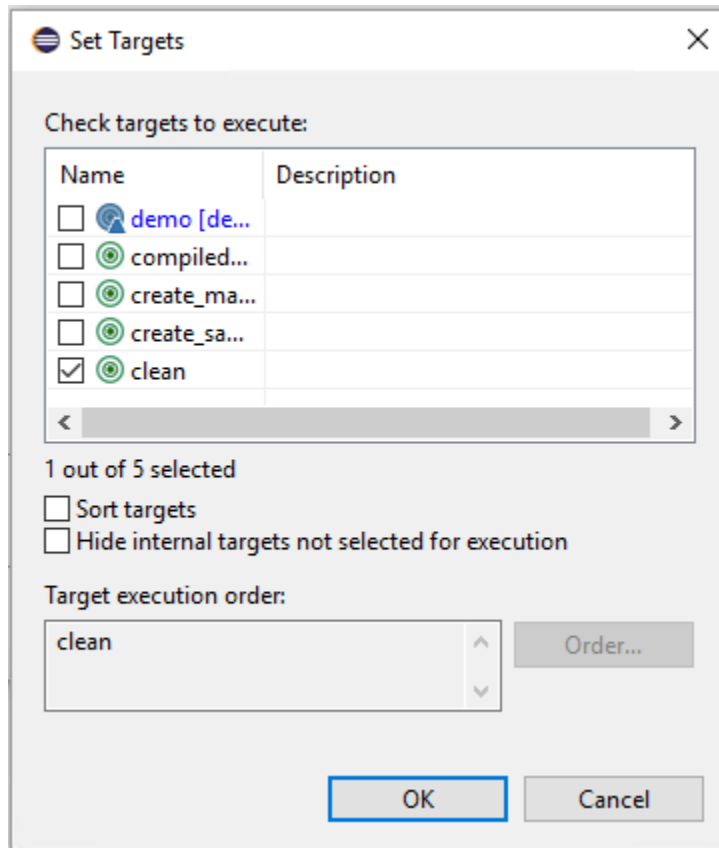 Set Targets
Check targets to execute:
Name Description
demo [de...
compiled...
create_ma...
create_sa...
clean
1 out of 5 selected
Sort targets
Hide internal targets not selected for execution
Target execution order:
clean
Order...
OK Cancel